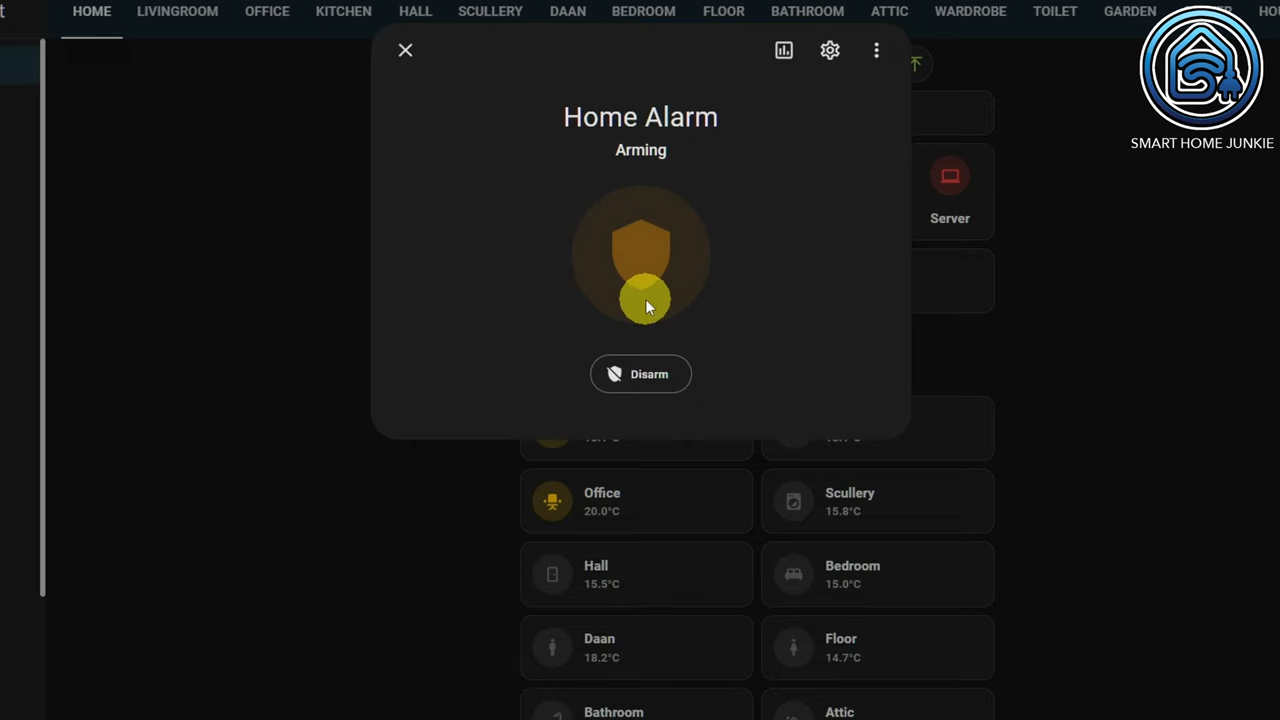 t
HOME LIVINGROOM OFFICE KITCHEN HALL SCULLERY DAAN BEDROOM FLOOR BATHROOM ATTIC WARDROBE TOILET GARDEN
SMART HOME JUNKIE
Home Alarm
Arming
Server
Disarm
Office
20.0°C
Scullery
15.8°C
Hall
15.5°C
Bedroom
15.0°C
Daan
18.2°C
Floor
14.7°C
Bathroom
Attic